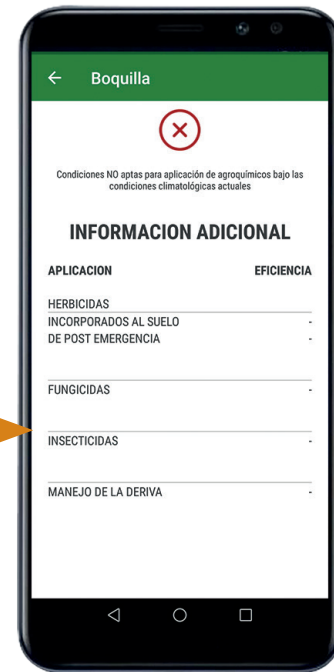 Boquilla
Condiciones NO aptas para aplicación de agroquímicos bajo las
condiciones climatológicas actuales
INFORMACION ADICIONAL
APLICACION EFICIENCIA
HERBICIDAS
INCORPORADOS AL SUELO -
DE POST EMERGENCIA -
FUNGICIDAS -
INSECTICIDAS -
MANEJO DE LA DERIVA -